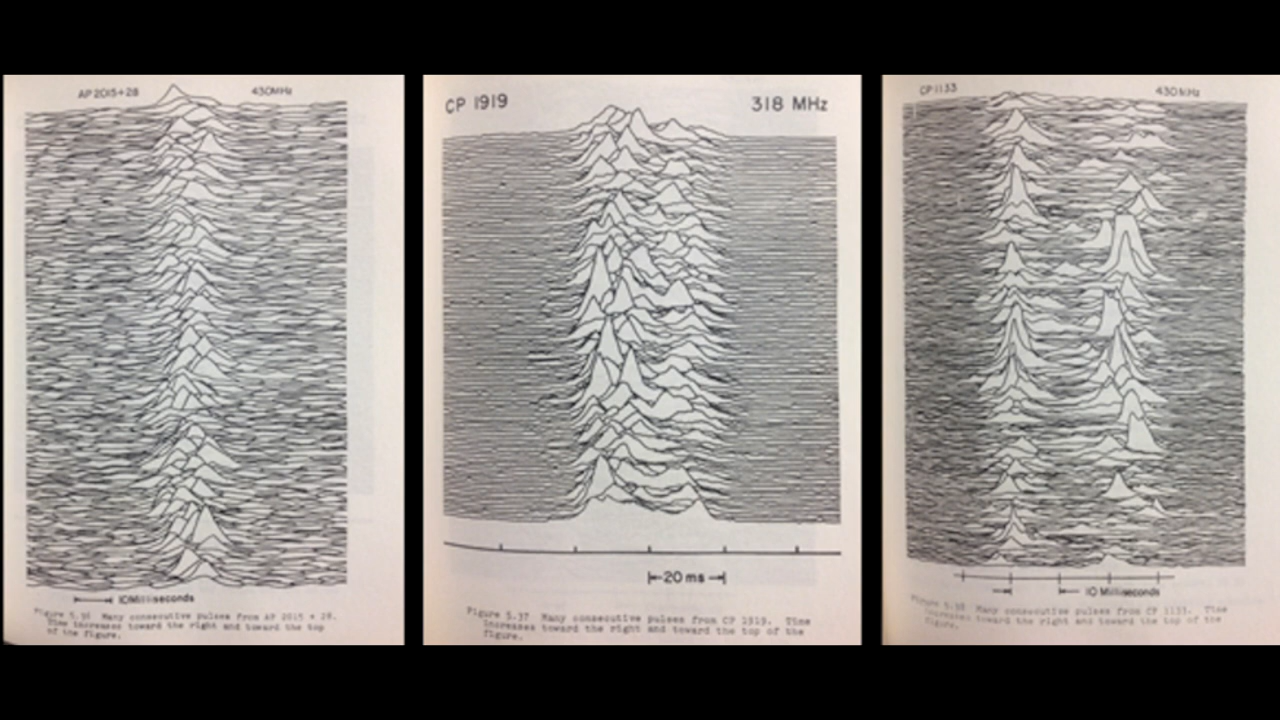 AP 2015+28
430MHz
10Milliseconds
Figure 5.36 Many consecutive pulses from AP 2015 + 28.
Time increases toward the right and toward the top
of the figure.
CP 1919
318 MHz
20 ms
Figure 5.37 Many consecutive pulses from CP 1919. Time
increases toward the right and toward the top of the
figure.
CP 1133
430 MHz
10 Milliseconds
Figure 5.38 Many consecutive pulses from CP 1133. Time
increases toward the right and toward the top of the
figure.